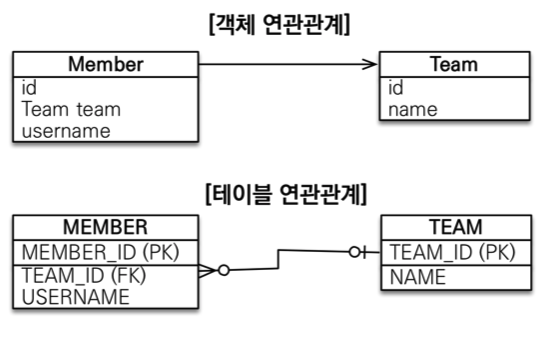 [객체 연관관계]
Member
id
Team team
username
Team
id
name
[테이블 연관관계]
MEMBER
MEMBER_ID (PK)
TEAM_ID (FK)
USERNAME
TEAM
TEAM_ID (PK)
NAME